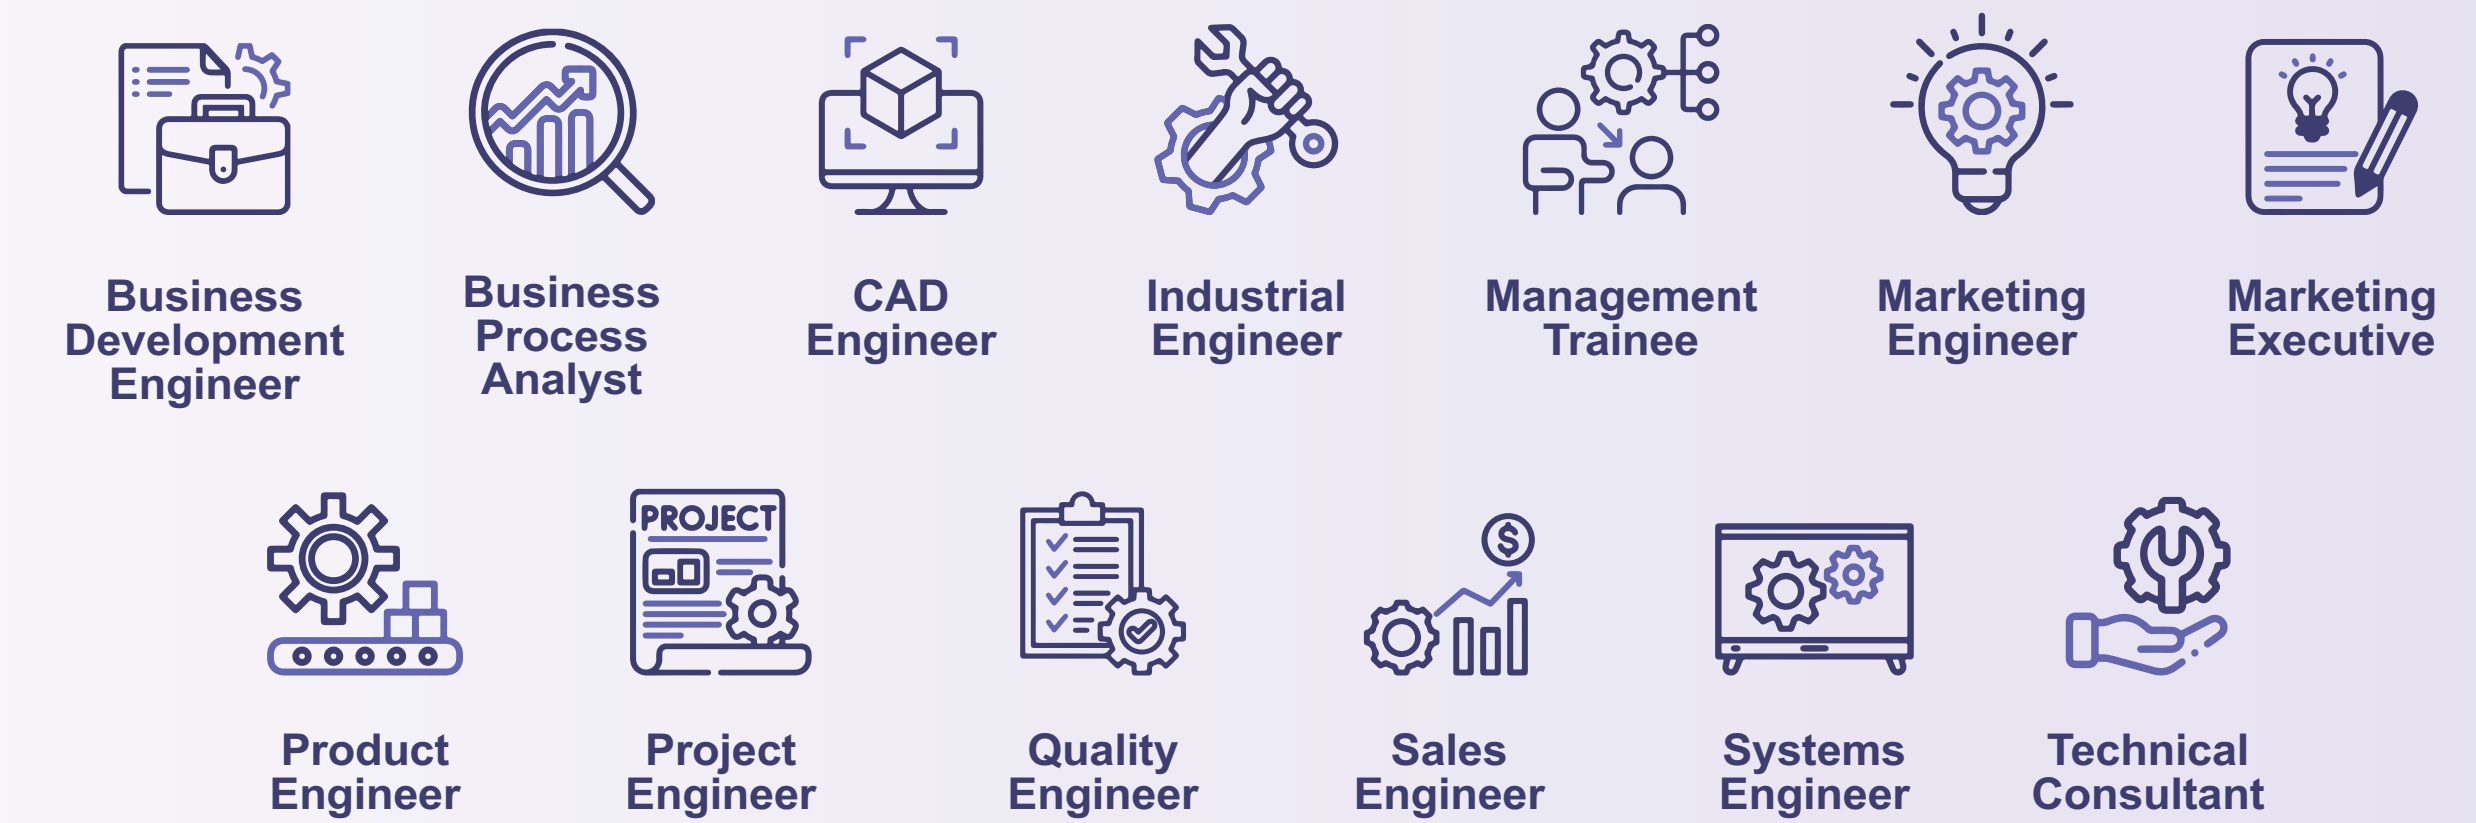 Business
Development
Engineer
Business
Process
Analyst
CAD
Engineer
Industrial
Engineer
Management
Trainee
Marketing
Engineer
Marketing
Executive
Product
Engineer
PROJECT
Project
Engineer
Quality
Engineer
$
Sales
Engineer
Systems
Engineer
Technical
Consultant